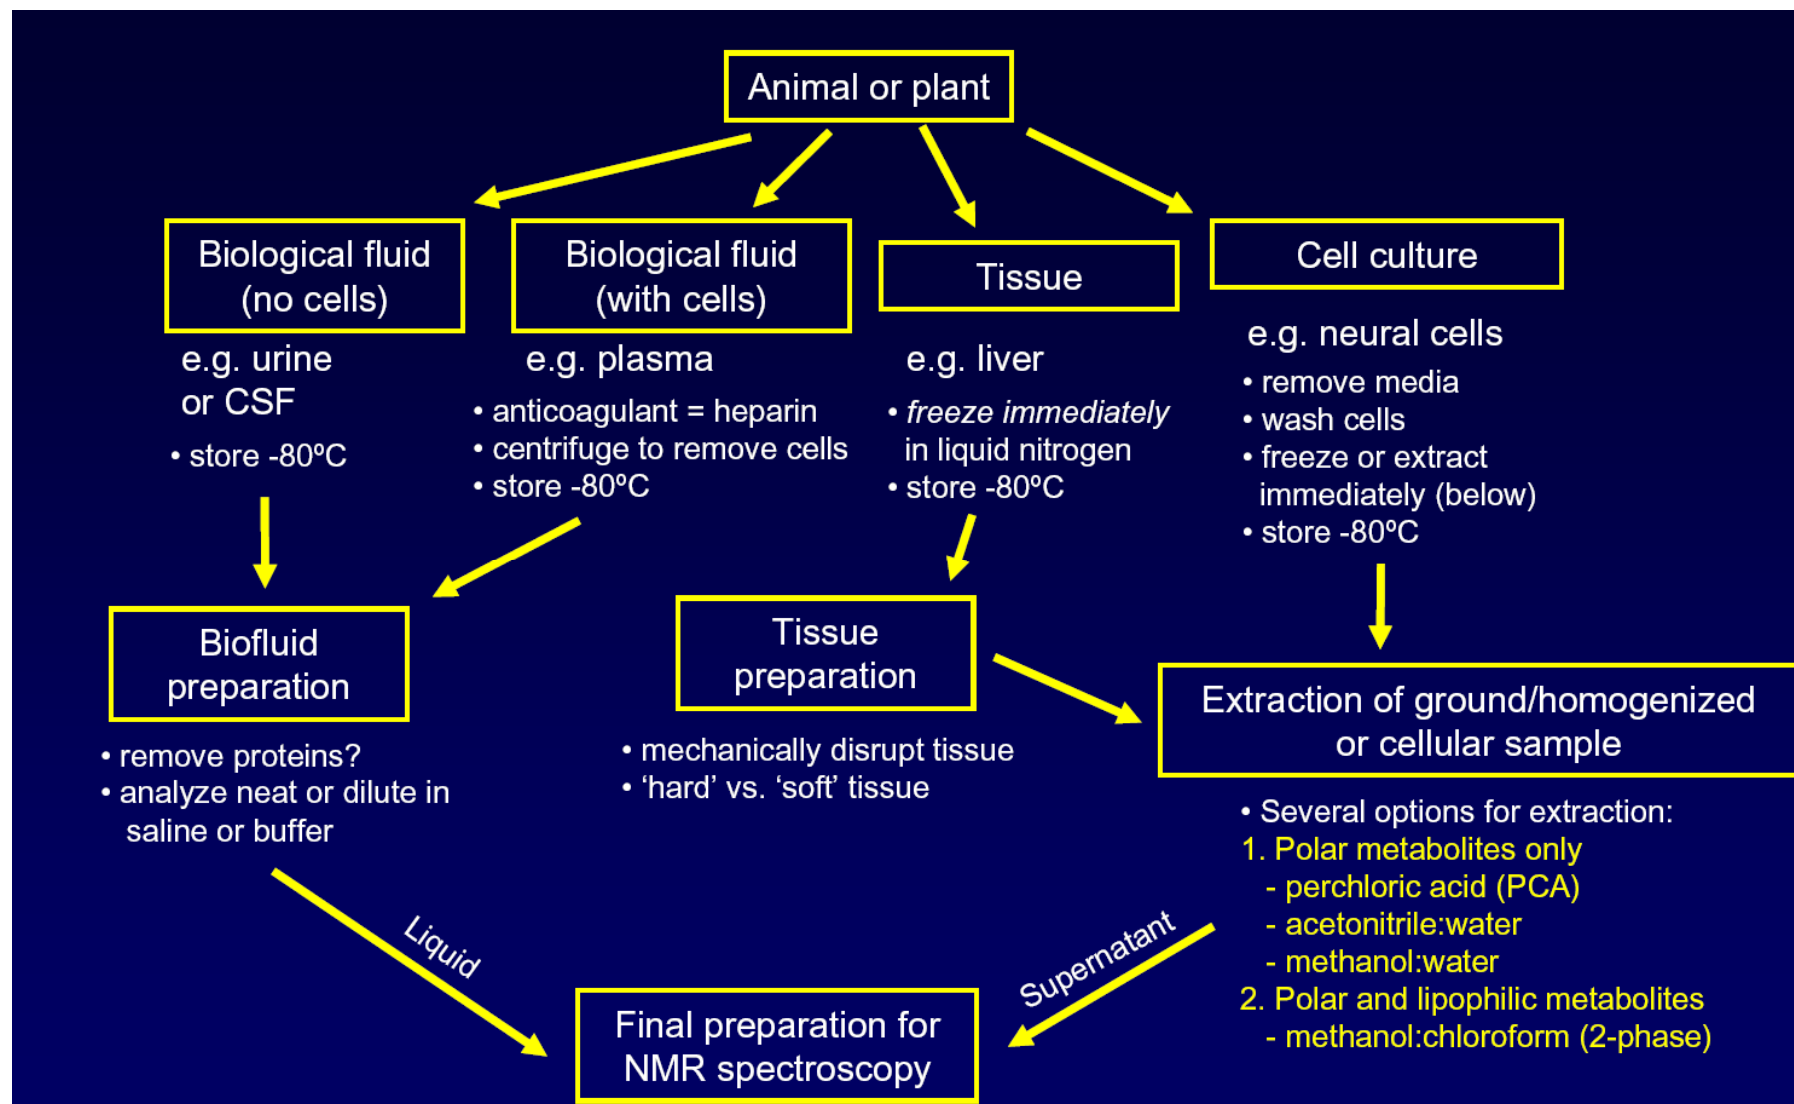 Animal or plant
Biological fluid
(no cells)
e.g. urine
or CSF
• store -80ºC
Biological fluid
(with cells)
e.g. plasma
• anticoagulant = heparin
• centrifuge to remove cells
• store -80ºC
Tissue
e.g. liver
• freeze immediately
in liquid nitrogen
• store -80ºC
Cell culture
e.g. neural cells
• remove media
• wash cells
• freeze or extract
immediately (below)
• store -80ºC
Biofluid
preparation
• remove proteins?
• analyze neat or dilute in
saline or buffer
Tissue
preparation
• mechanically disrupt tissue
• ‘hard’ vs. ‘soft’ tissue
Extraction of ground/homogenized
or cellular sample
• Several options for extraction:
1. Polar metabolites only
- perchloric acid (PCA)
- acetonitrile:water
- methanol:water
2. Polar and lipophilic metabolites
- methanol:chloroform (2-phase)
Liquid
Supernatant
Final preparation for
NMR spectroscopy